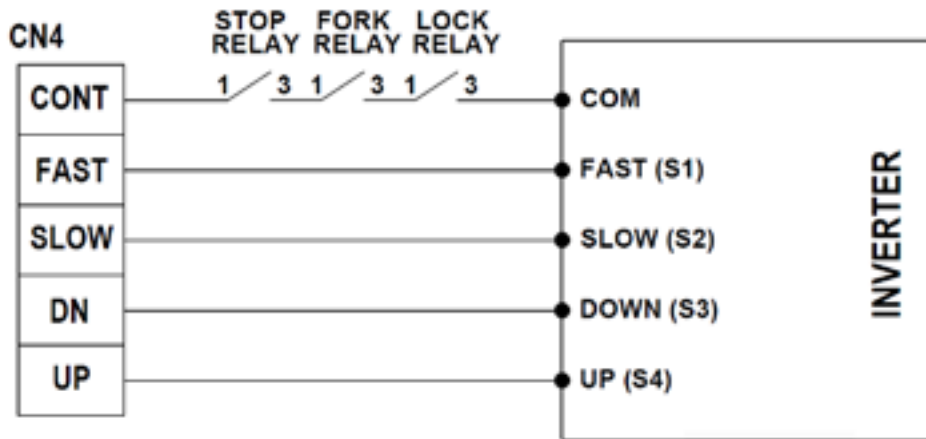 CN4
STOP RELAY
FORK RELAY
LOCK RELAY
CONT
1 3 1 3 1 3
COM
FAST
FAST (S1)
SLOW
SLOW (S2)
DN
DOWN (S3)
UP
UP (S4)
INVERTER